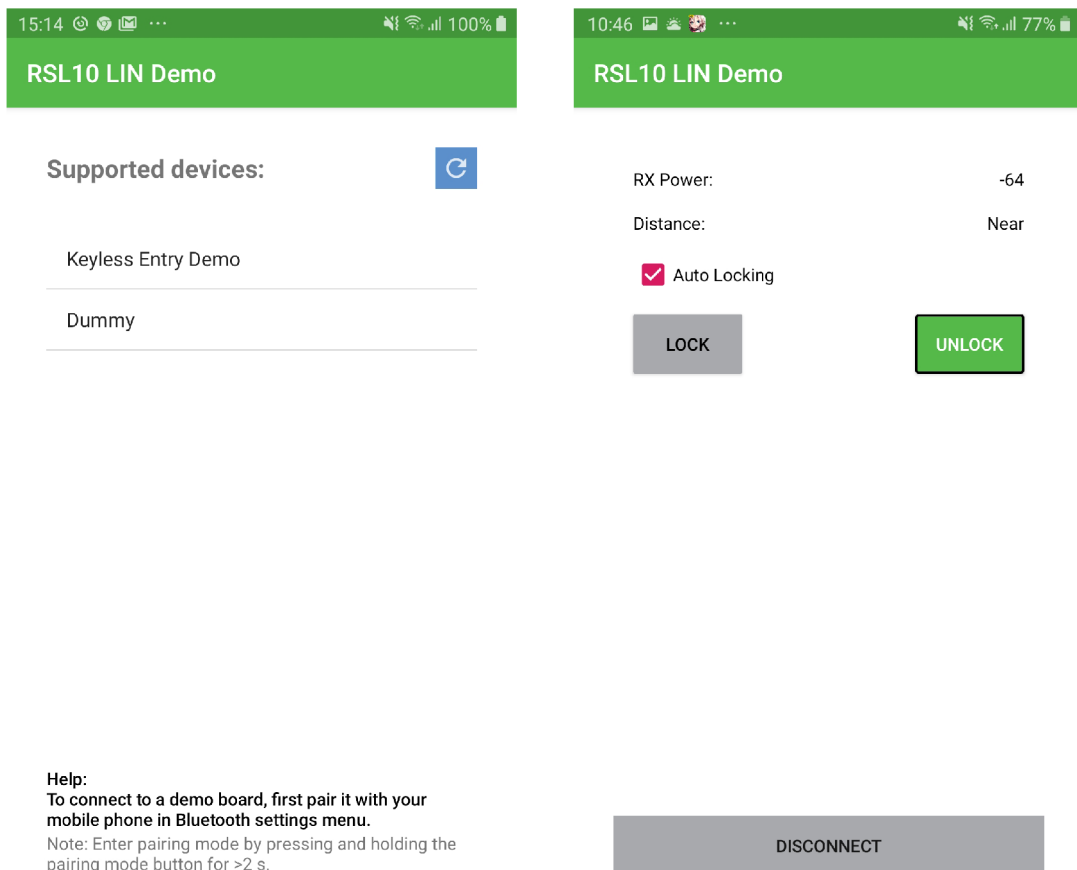 15:14
100%
RSL10 LIN Demo
Supported devices:
Keyless Entry Demo
Dummy
Help:
To connect to a demo board, first pair it with your
mobile phone in Bluetooth settings menu.
Note: Enter pairing mode by pressing and holding the
pairing mode button for >2 s.
10:46
77%
RSL10 LIN Demo
RX Power:
-64
Distance:
Near
Auto Locking
LOCK
UNLOCK
DISCONNECT